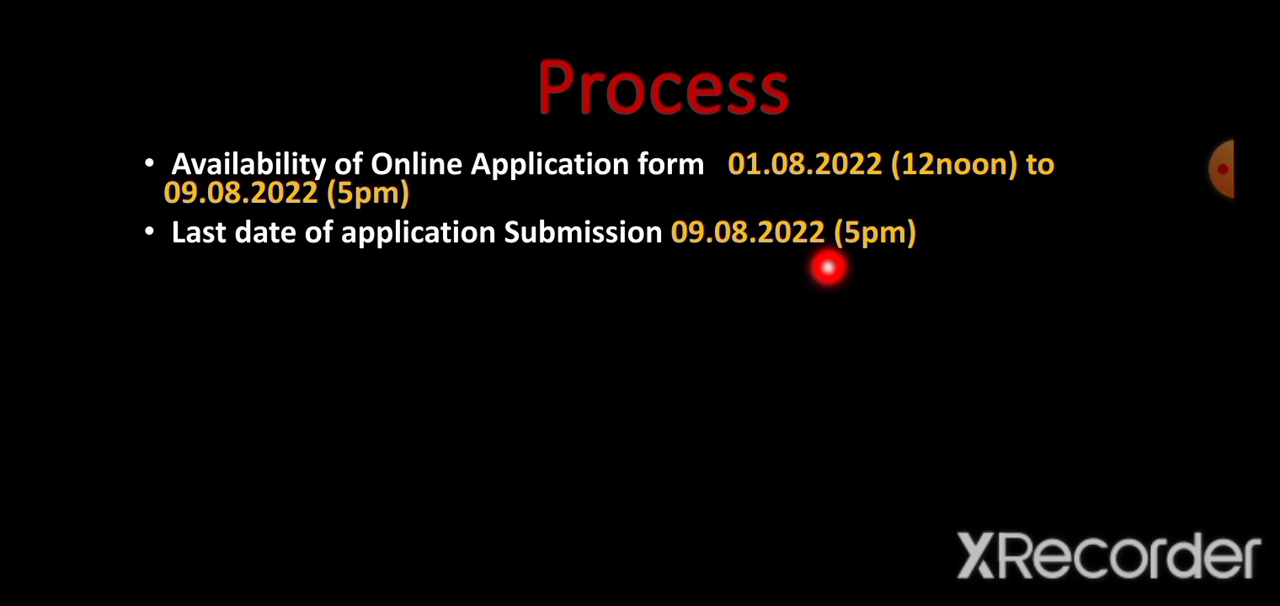 Process
• Availability of Online Application form 01.08.2022 (12noon) to
09.08.2022 (5pm)
• Last date of application Submission 09.08.2022 (5pm)
XRecorder